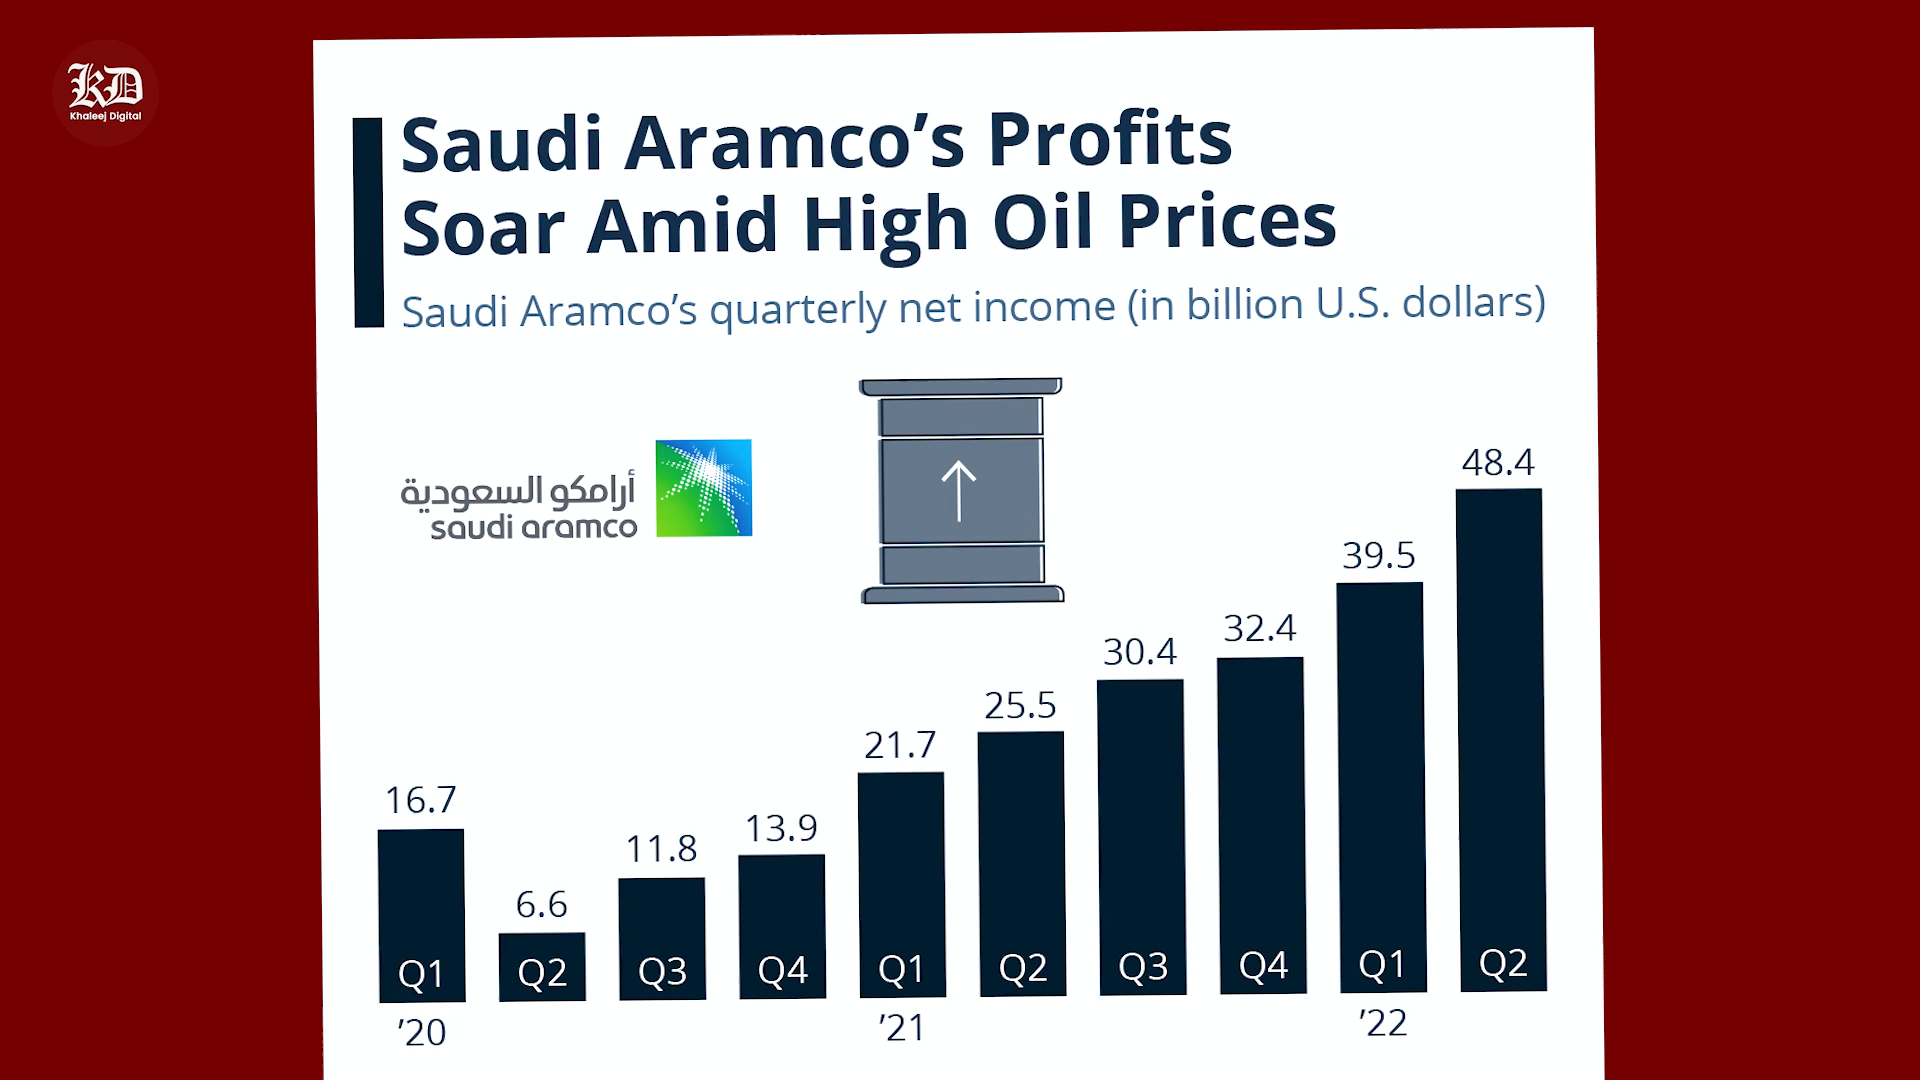 KD
Khaleej Digital
Saudi Aramco’s Profits
Soar Amid High Oil Prices
Saudi Aramco’s quarterly net income (in billion U.S. dollars)
أرامكو السعودية
saudi aramco
16.7
6.6
11.8
13.9
21.7
25.5
30.4
32.4
39.5
48.4
Q1
Q2
Q3
Q4
Q1
Q2
Q3
Q4
Q1
Q2
’20
’21
’22